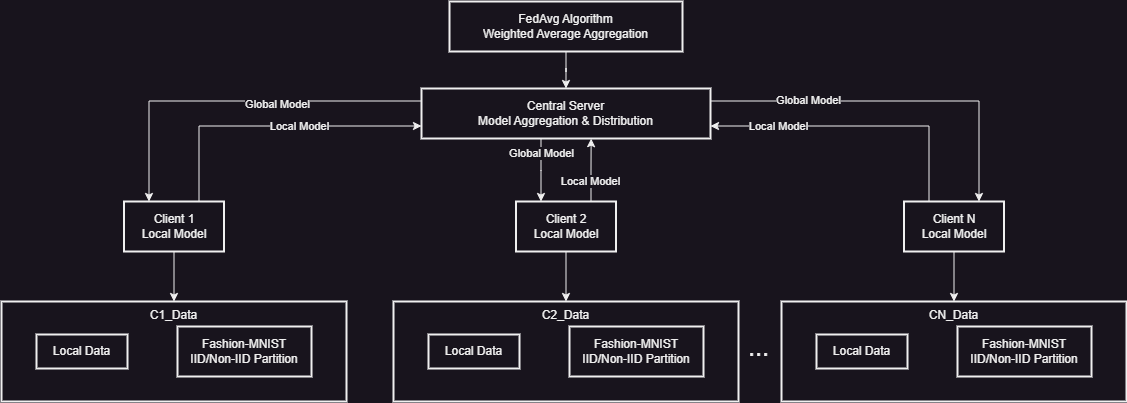 FedAvg Algorithm
Weighted Average Aggregation
Central Server
Model Aggregation & Distribution
Global Model
Global Model
Local Model
Local Model
Global Model
Local Model
Client 1
Local Model
Client 2
Local Model
Client N
Local Model
C1_Data
Local Data
Fashion-MNIST
IID/Non-IID Partition
C2_Data
Local Data
Fashion-MNIST
IID/Non-IID Partition
...
CN_Data
Local Data
Fashion-MNIST
IID/Non-IID Partition